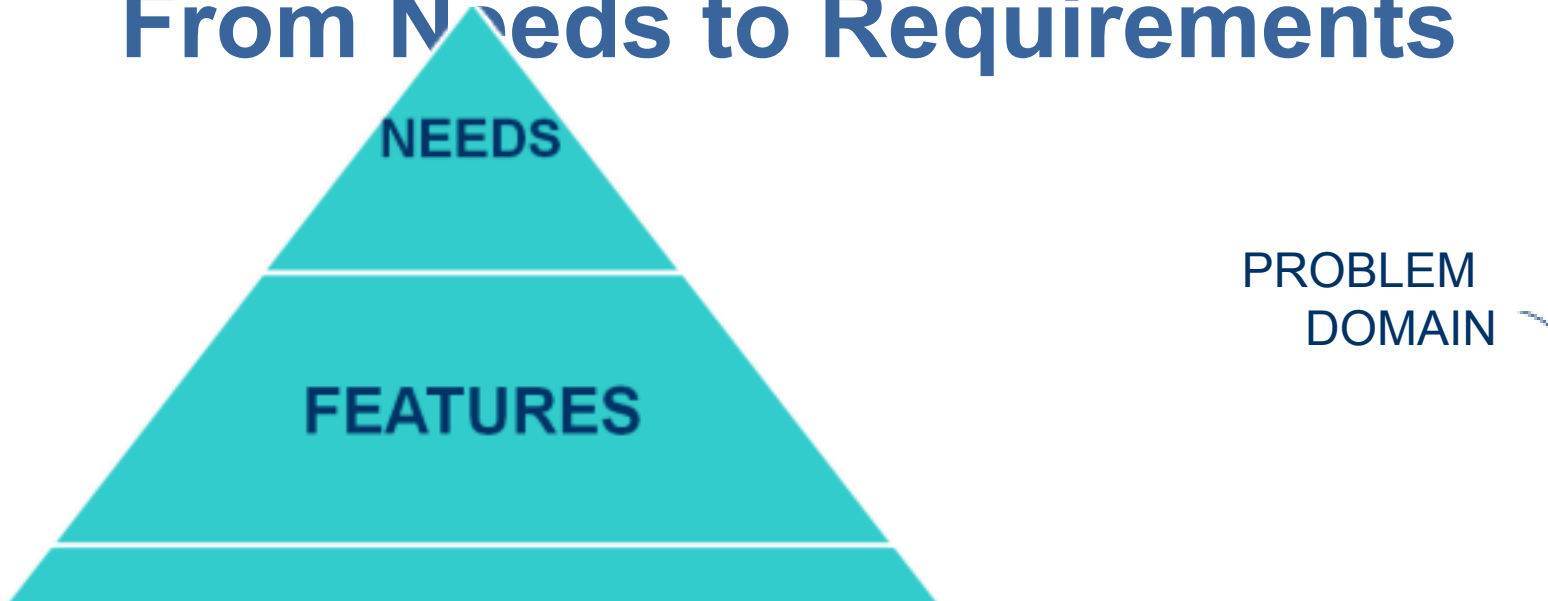 From Needs to Requirements
NEEDS
PROBLEM
DOMAIN
FEATURES